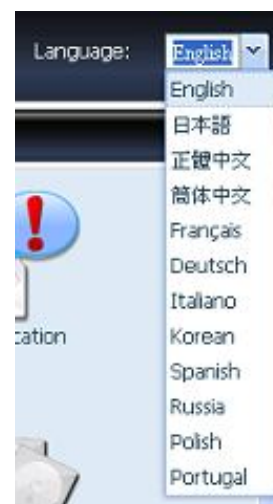 Language: English
English
日本語
正體中文
简体中文
Français
Deutsch
Italiano
cation
Korean
Spanish
Russia
Polish
Portugal